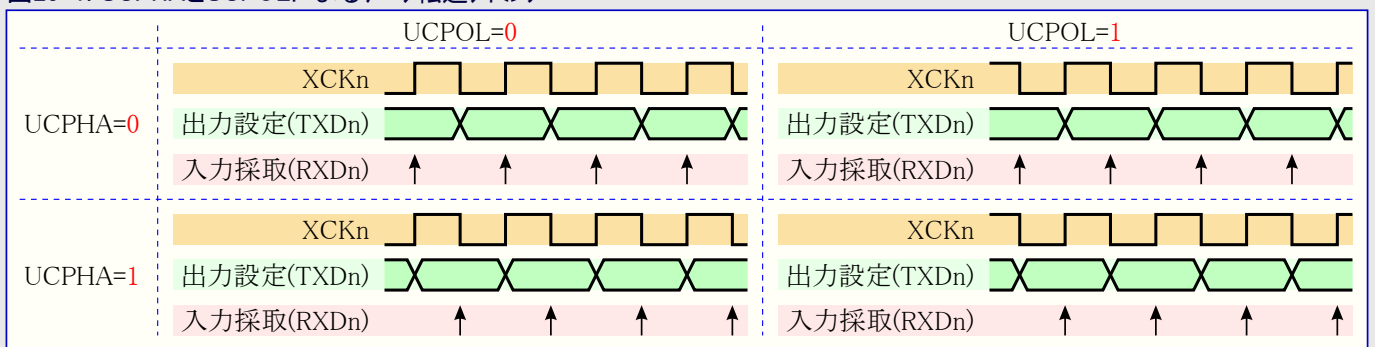 UCPOL=0
UCPOL=1
UCPHA=0
XCKn
出力設定(TXDn)
入力採取(RXDn)
XCKn
出力設定(TXDn)
入力採取(RXDn)
UCPHA=1
XCKn
出力設定(TXDn)
入力採取(RXDn)
XCKn
出力設定(TXDn)
入力採取(RXDn)